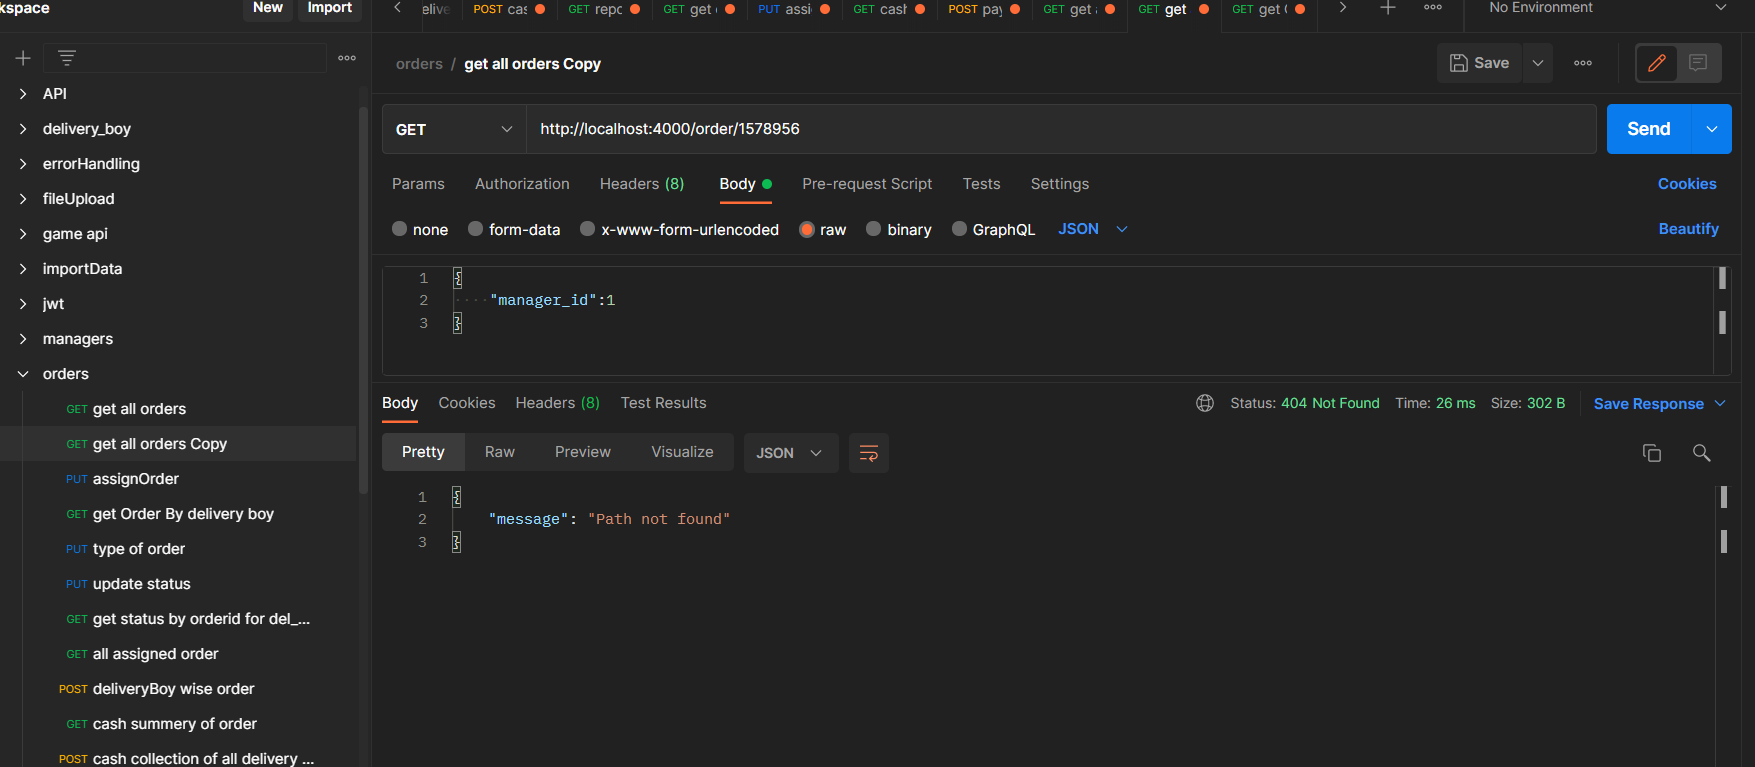 kspace
New
Import
POST cas
GET repo
GET get
PUT assi
GET cash
POST pay
GET get
GET get
GET get
No Environment
orders / get all orders Copy
Save
API
delivery_boy
errorHandling
fileUpload
game api
importData
jwt
managers
orders
GET get all orders
GET get all orders Copy
PUT assignOrder
GET get Order By delivery boy
PUT type of order
PUT update status
GET get status by orderid for del_...
GET all assigned order
POST deliveryBoy wise order
GET cash summery of order
POST cash collection of all delivery ...
GET
http://localhost:4000/order/1578956
Send
Params Authorization Headers (8) Body Pre-request Script Tests Settings
Cookies
none form-data x-www-form-urlencoded raw binary GraphQL JSON
Beautify
1 {
2 "manager_id":1
3 }
Body Cookies Headers (8) Test Results
Status: 404 Not Found Time: 26 ms Size: 302 B
Save Response
Pretty Raw Preview Visualize JSON
1 {
2 "message": "Path not found"
3 }